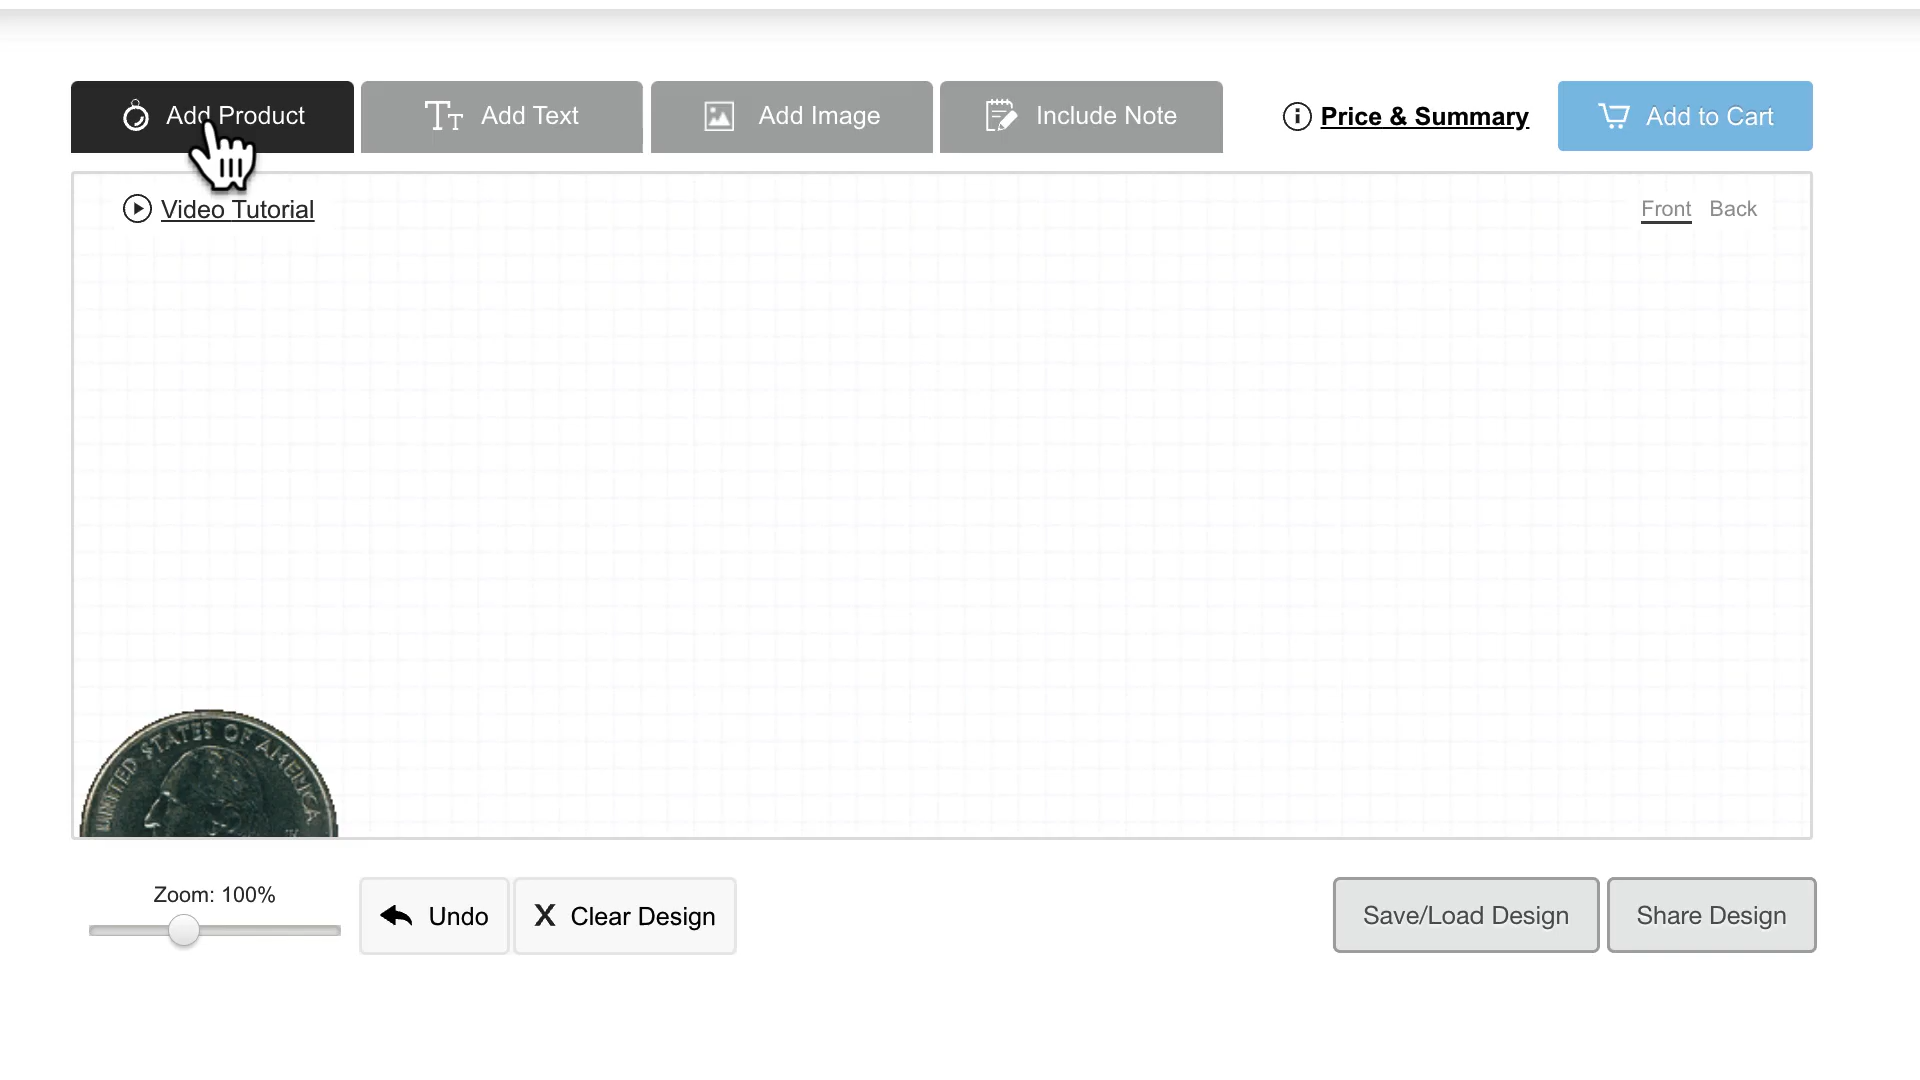 Add Product
Add Text
Add Image
Include Note
Price & Summary
Add to Cart
Video Tutorial
Front
Back
UNITED STATES OF AMERICA
Zoom: 100%
Undo
X Clear Design
Save/Load Design
Share Design